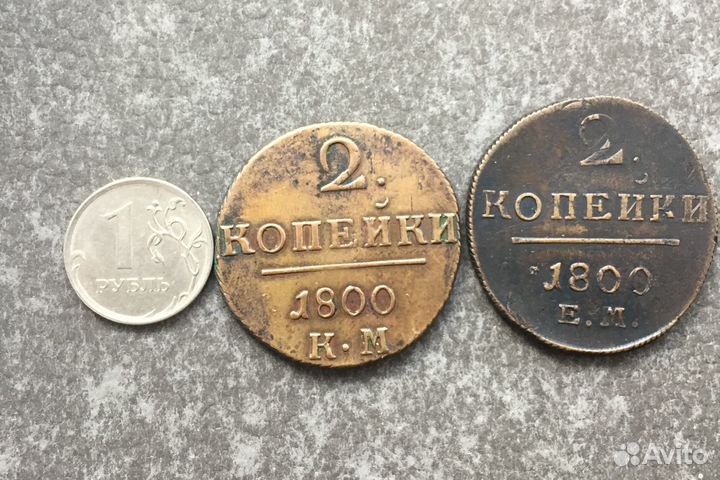 1
РУБЛЬ
2.
КОПЕЙКИ
1800
К·М
2.
КОПЕЙКИ
1800
Е.М.
Avito